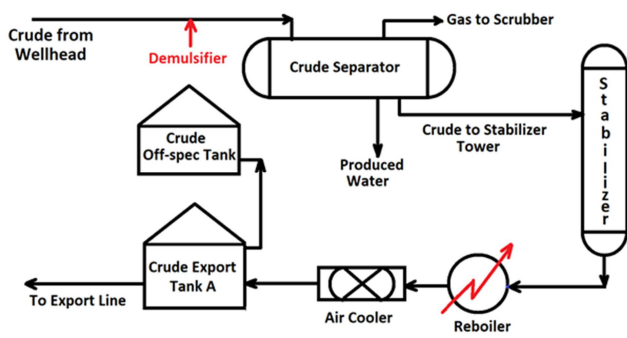 Crude from
Wellhead
Demulsifier
Gas to Scrubber
Crude Separator
Crude to Stabilizer
Tower
Produced
Water
Stabilizer
Crude
Off-spec Tank
Crude Export
Tank A
To Export Line
Air Cooler
Reboiler